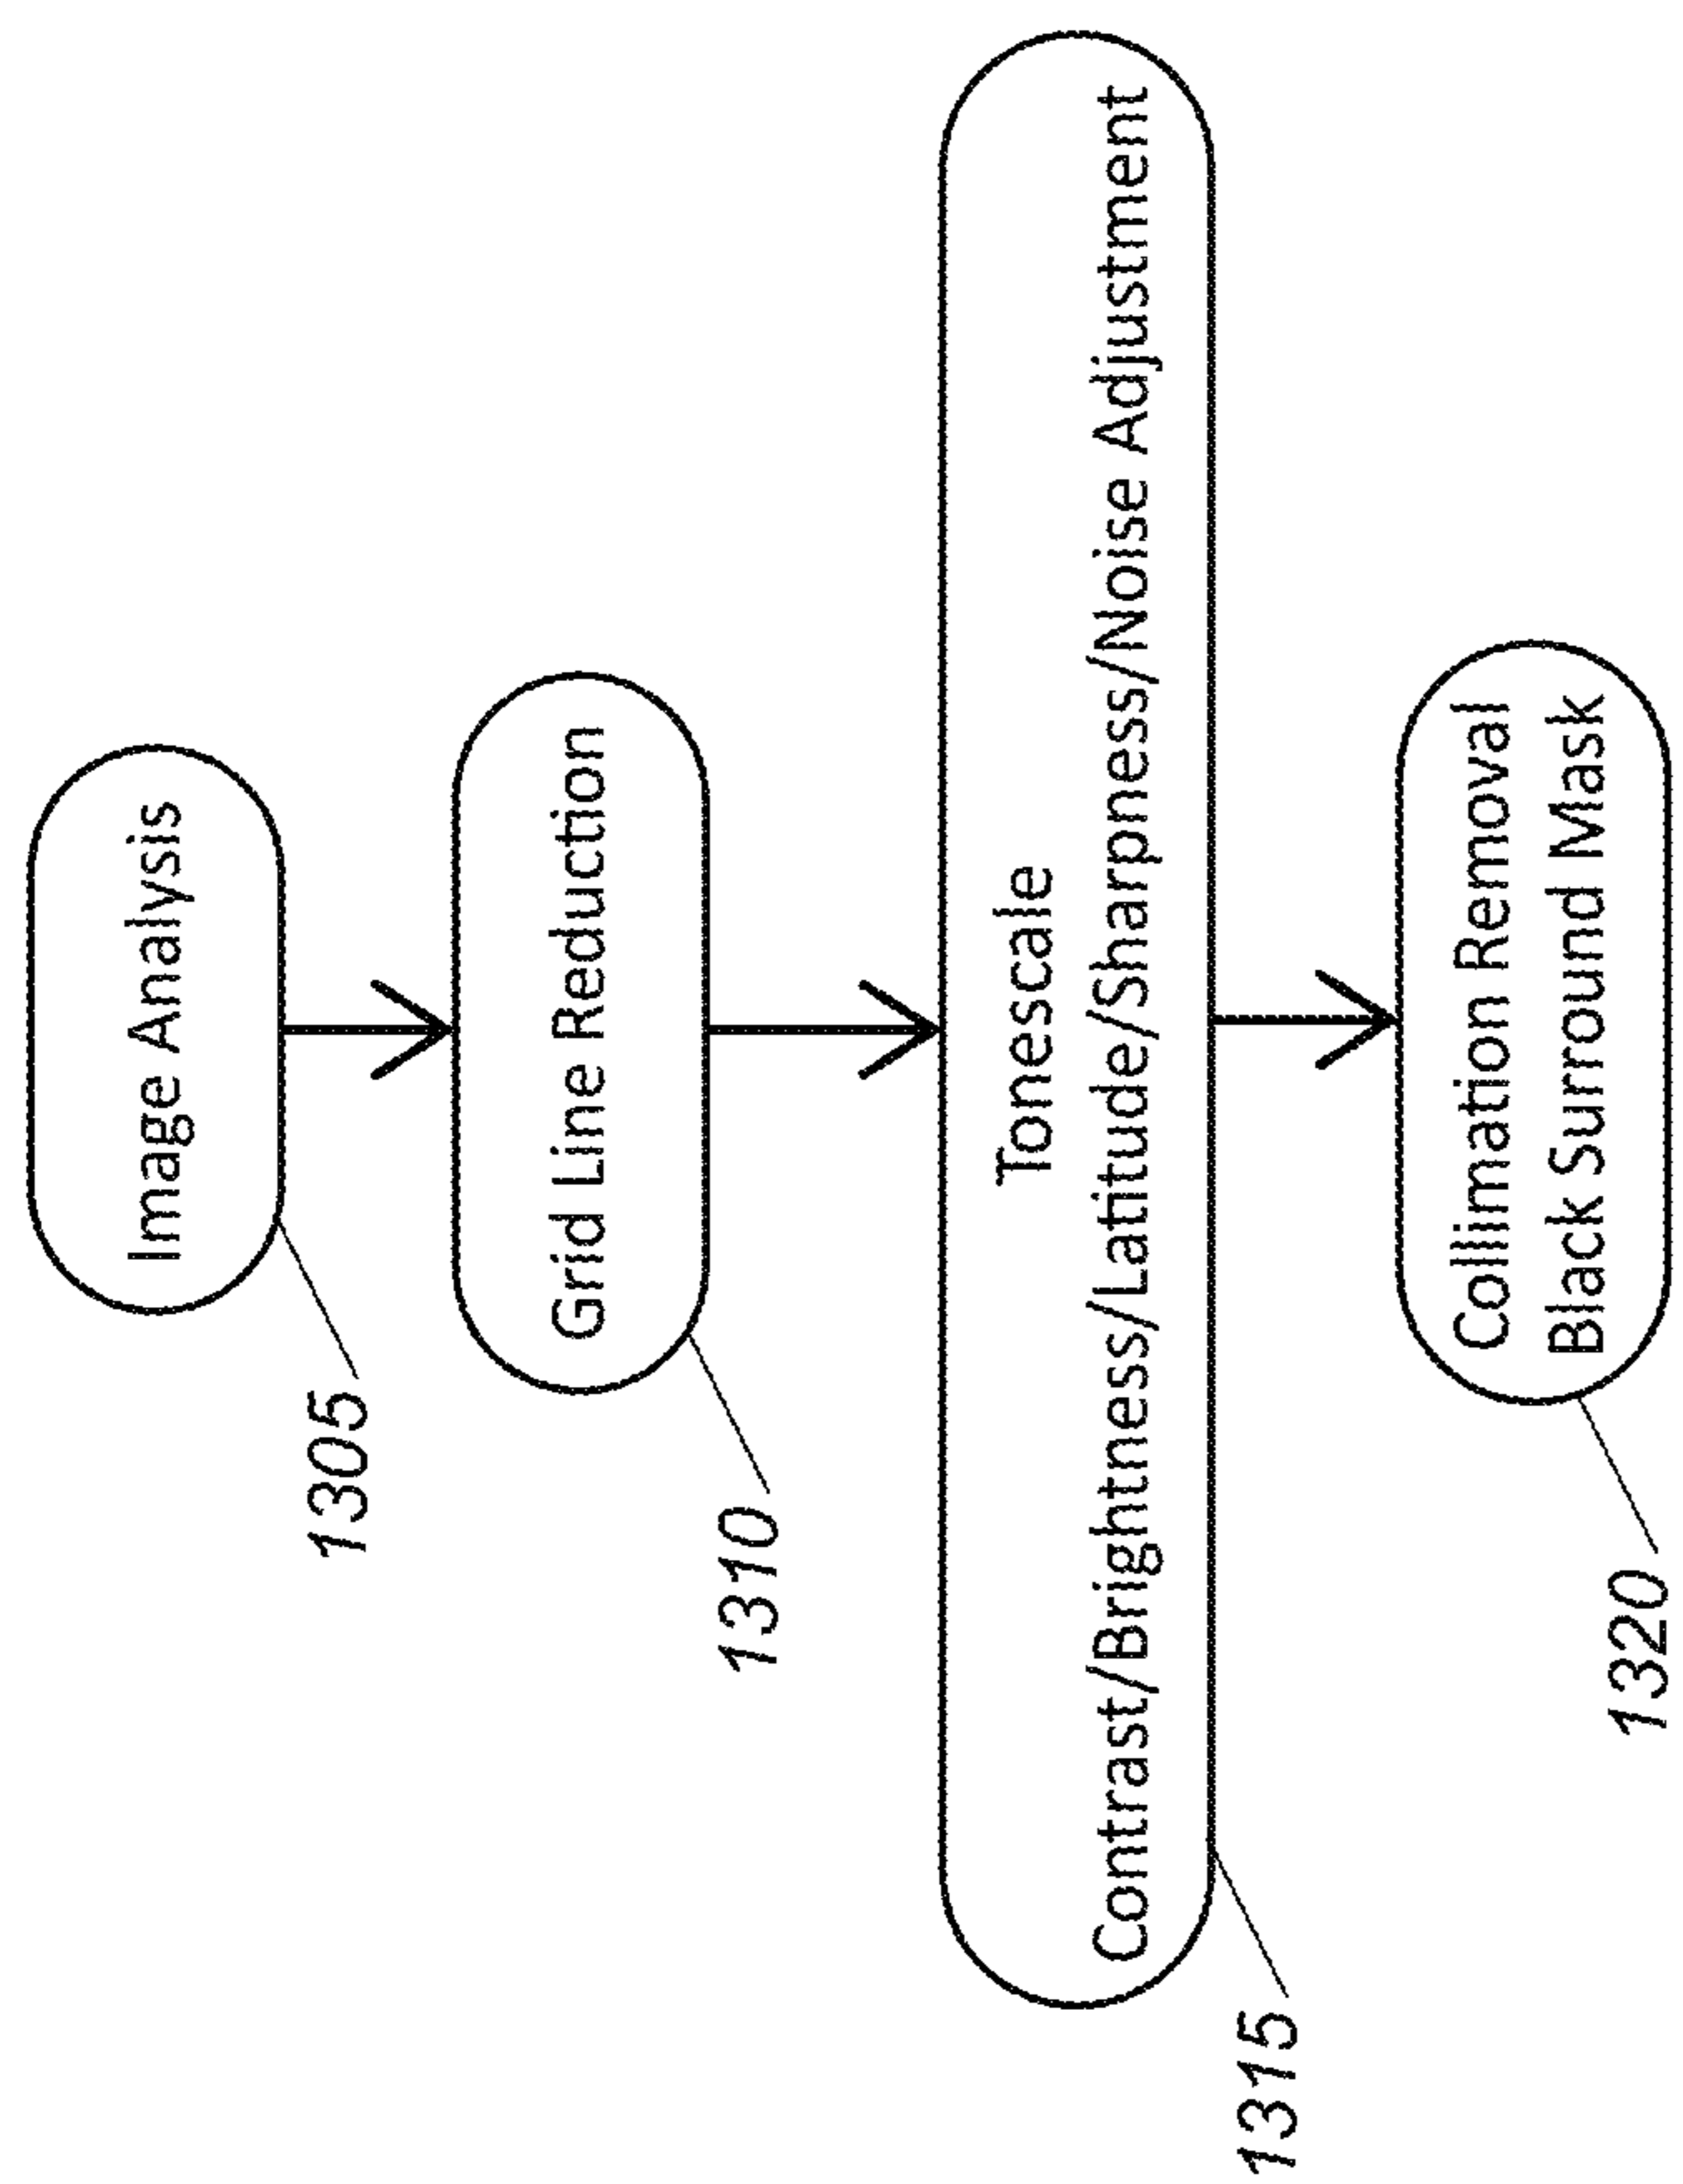 Image Analysis
1305
Grid Line Reduction
1310
Tonescale
Contrast/Brightness/Latitude/Sharpness/Noise Adjustment
1315
Collimation Removal
Black Surround Mask
1320